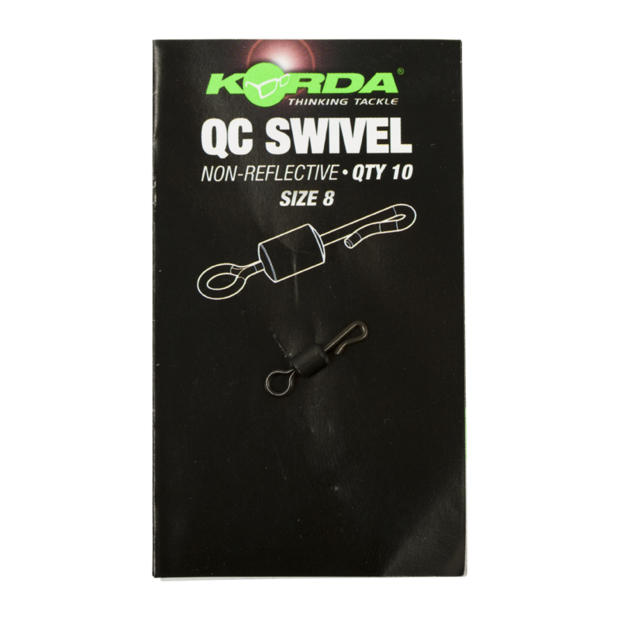 KORDA®
THINKING TACKLE
QC SWIVEL
NON-REFLECTIVE • QTY 10
SIZE 8